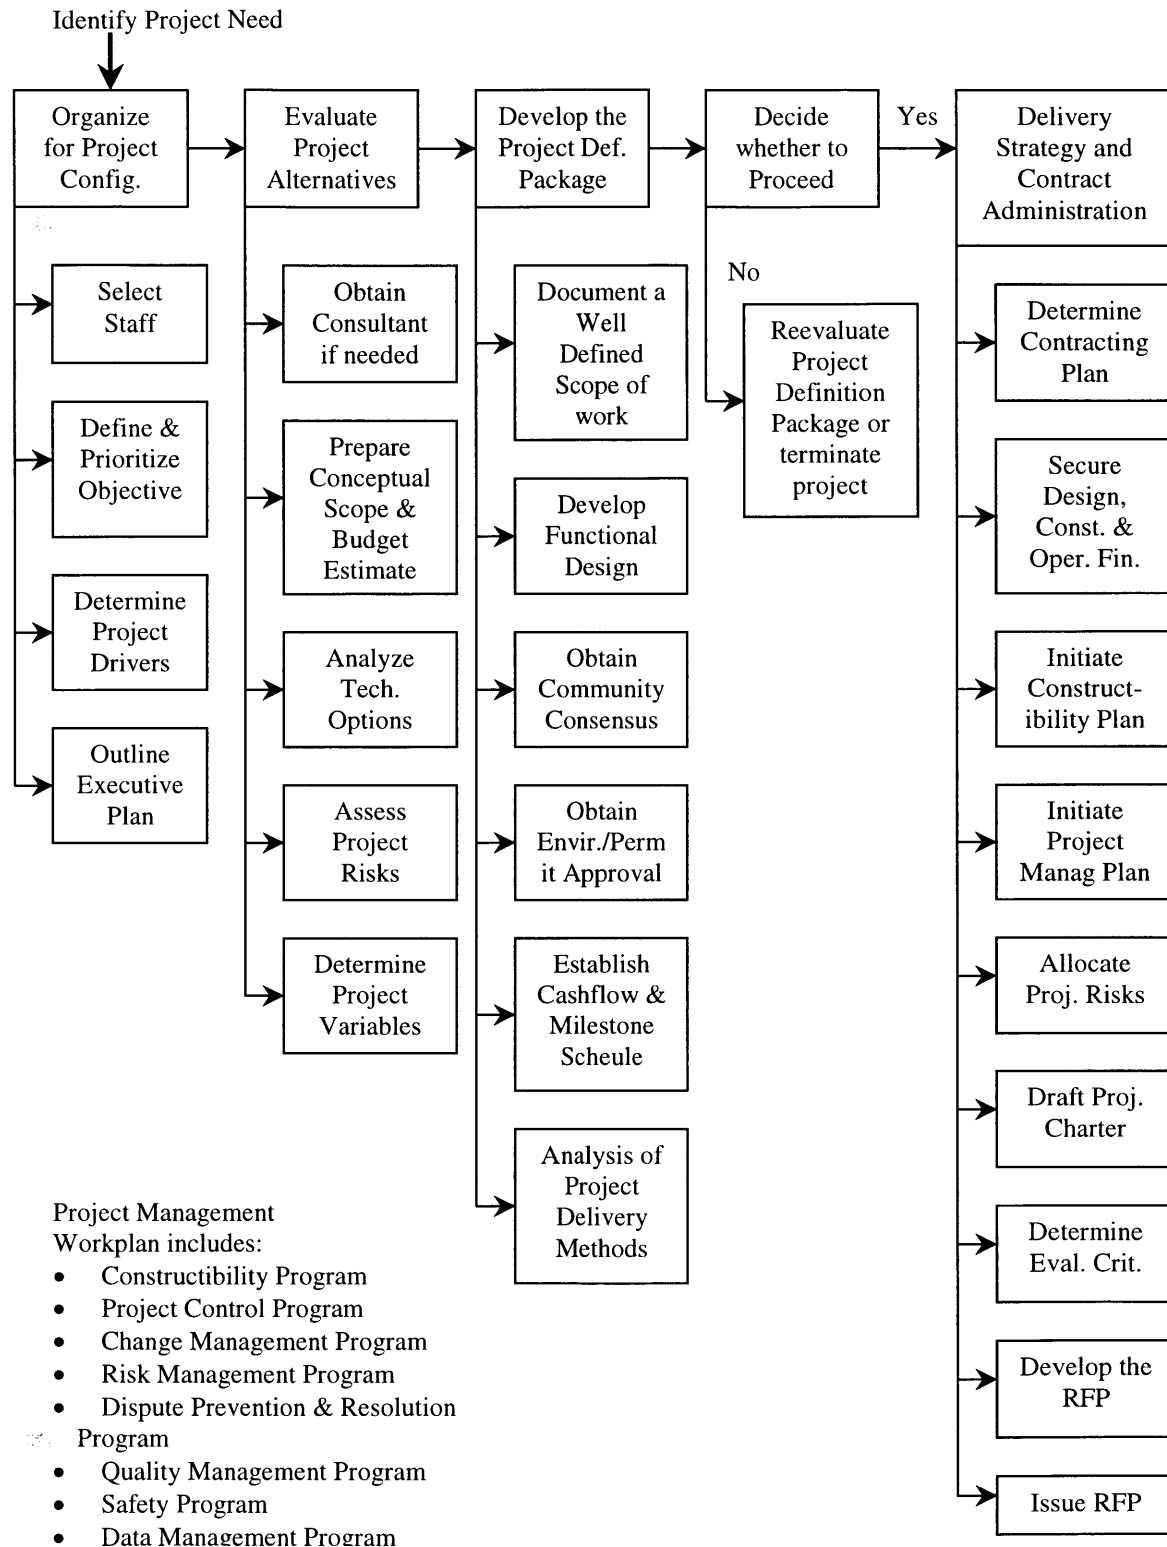 Identify Project Need
Organize
for Project
Config.
Select
Staff
Define &
Prioritize
Objective
Determine
Project
Drivers
Outline
Executive
Plan
Evaluate
Project
Alternatives
Obtain
Consultant
if needed
Prepare
Conceptual
Scope &
Budget
Estimate
Analyze
Tech.
Options
Assess
Project
Risks
Determine
Project
Variables
Develop the
Project Def.
Package
Document a
Well
Defined
Scope of
work
Develop
Functional
Design
Obtain
Community
Consensus
Obtain
Envir./Perm
it Approval
Establish
Cashflow &
Milestone
Scheule
Analysis of
Project
Delivery
Methods
Decide
whether to
Proceed
No
Reevaluate
Project
Definition
Package or
terminate
project
Yes
Delivery
Strategy and
Contract
Administration
Determine
Contracting
Plan
Secure
Design,
Const. &
Oper. Fin.
Initiate
Construct-
ibility Plan
Initiate
Project
Manag Plan
Allocate
Proj. Risks
Draft Proj.
Charter
Determine
Eval. Crit.
Develop the
RFP
Issue RFP
Project Management
Workplan includes:
• Constructibility Program
• Project Control Program
• Change Management Program
• Risk Management Program
• Dispute Prevention & Resolution
Program
• Quality Management Program
• Safety Program
• Data Management Program